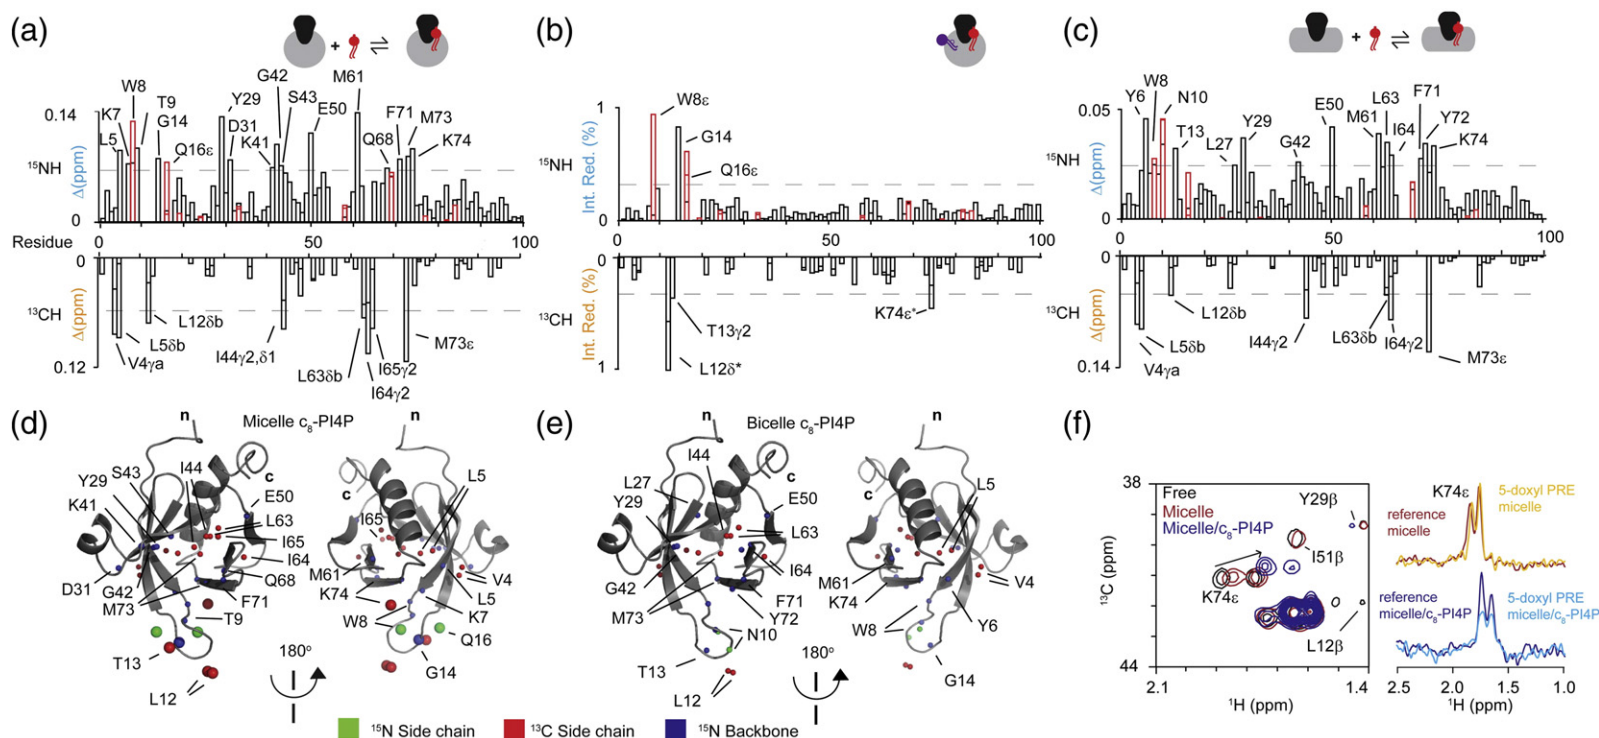 (a)
+
⇌
W8
K7
L5
T9
G14
Q16ε
Y29
D31
G42
K41
S43
E50
M61
Q68
F71
M73
K74
0.14
¹⁵NH
Δ(ppm)
0
Residue
0
50
100
0
¹³CH
Δ(ppm)
0.12
L12δb
L5δb
V4γa
I44γ2,δ1
L63δb
I65γ2
I64γ2
M73ε
(b)
1
¹⁵NH
Int. Red. (%)
0
W8ε
G14
Q16ε
0
50
100
0
¹³CH
Int. Red. (%)
1
T13γ2
L12δ*
K74ε*
(c)
+
⇌
0.05
¹⁵NH
Δ(ppm)
0
Y6
W8
N10
T13
L27
Y29
G42
E50
M61
L63
I64
F71
Y72
K74
0
50
100
0
¹³CH
Δ(ppm)
0.14
L12δb
L5δb
V4γa
I44γ2
L63δb
I64γ2
M73ε
(d)
n
Micelle c₈-PI4P
n
I44
S43
Y29
K41
c
E50
L63
I65
I64
Q68
D31
G42
M73
F71
T9
T13
L12
c
L5
I65
M61
K74
V4
L5
K7
W8
Q16
G14
180°
(e)
n
Bicelle c₈-PI4P
n
I44
L27
Y29
c
E50
L63
I64
G42
M73
F71
Y72
N10
T13
L12
c
L5
M61
K74
V4
W8
Y6
G14
180°
¹⁵N Side chain
¹³C Side chain
¹⁵N Backbone
(f)
38
¹³C (ppm)
44
Free
Micelle
Micelle/c₈-PI4P
Y29β
I51β
K74ε
L12β
2.1
1.4
¹H (ppm)
K74ε
5-doxyl PRE
micelle
reference
micelle
reference
micelle/c₈-PI4P
5-doxyl PRE
micelle/c₈-PI4P
2.5
2.0
1.5
1.0
¹H (ppm)